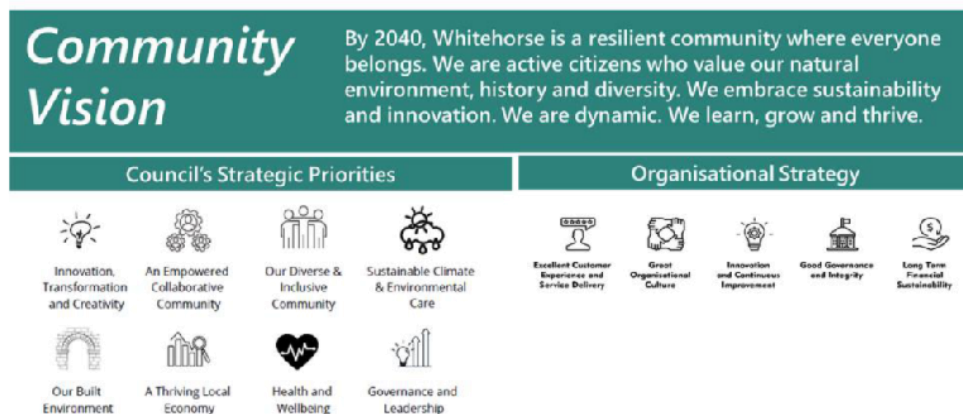 Community
Vision
By 2040, Whitehorse is a resilient community where everyone
belongs. We are active citizens who value our natural
environment, history and diversity. We embrace sustainability
and innovation. We are dynamic. We learn, grow and thrive.
Council's Strategic Priorities
Innovation,
Transformation
and Creativity
An Empowered
Collaborative
Community
Our Diverse &
Inclusive
Community
Sustainable Climate
& Environmental
Care
Our Built
Environment
A Thriving Local
Economy
Health and
Wellbeing
Governance and
Leadership
Organisational Strategy
Excellent Customer
Experience and
Service Delivery
Great
Organisational
Culture
Innovation
and Continuous
Improvement
Good Governance
and Integrity
Long Term
Financial
Sustainability